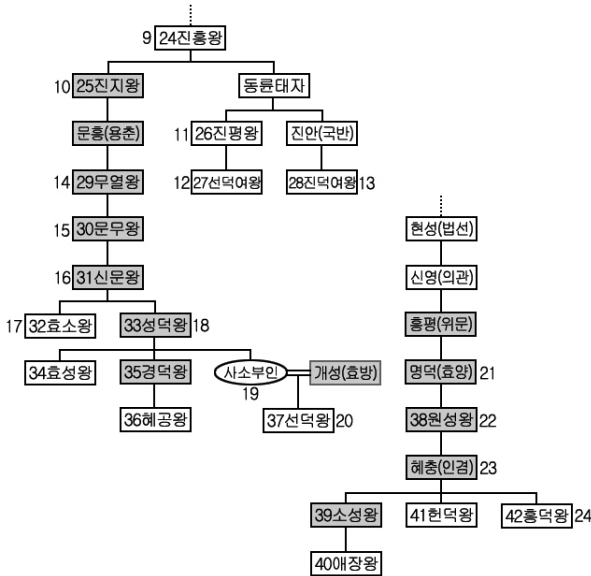 9 24진흥왕
10 25진지왕 동륜태자
문흥(용춘) 11 26진평왕 진안(국반)
14 29무열왕 12 27선덕여왕 28진덕여왕 13
15 30문무왕 현성(법선)
16 31신문왕 신영(의관)
17 32효소왕 33성덕왕 18 흥평(위문)
34효성왕 35경덕왕 사소부인 개성(효방) 명덕(효양) 21
19
36혜공왕 37선덕왕 20 38원성왕 22
혜충(인겸) 23
39소성왕 41헌덕왕 42흥덕왕 24
40애장왕